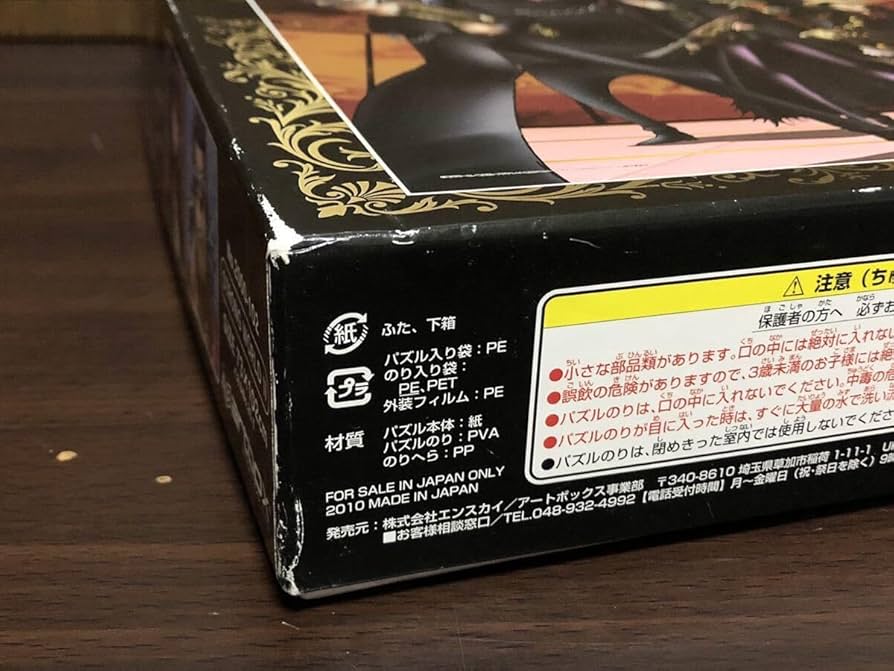 紙 ふた、下箱
プラ パズル入り袋：PE
のり入り袋：
PE、PET
外装フィルム：PE
材質 パズル本体：紙
パズルのり：PVA
のりへら：PP
FOR SALE IN JAPAN ONLY
2010 MADE IN JAPAN
発売元：株式会社エンスカイ／アートボックス事業部 〒340-8610 埼玉県草加市稲荷 1-11-1
■お客様相談窓口／TEL.048-932-4992【電話受付時間】月〜金曜日（祝・祭日を除く）9
⚠ 注意（ち
保護者の方へ 必ずお
●小さな部品類があります。口の中には絶対に入れない
●誤飲の危険がありますので、3歳未満のお子様には絶
●パズルのりは、口の中に入れないでください。中毒の危
●パズルのりが目に入った時は、すぐに大量の水で洗い
●パズルのりは、閉めきった室内では使用しないでくださ